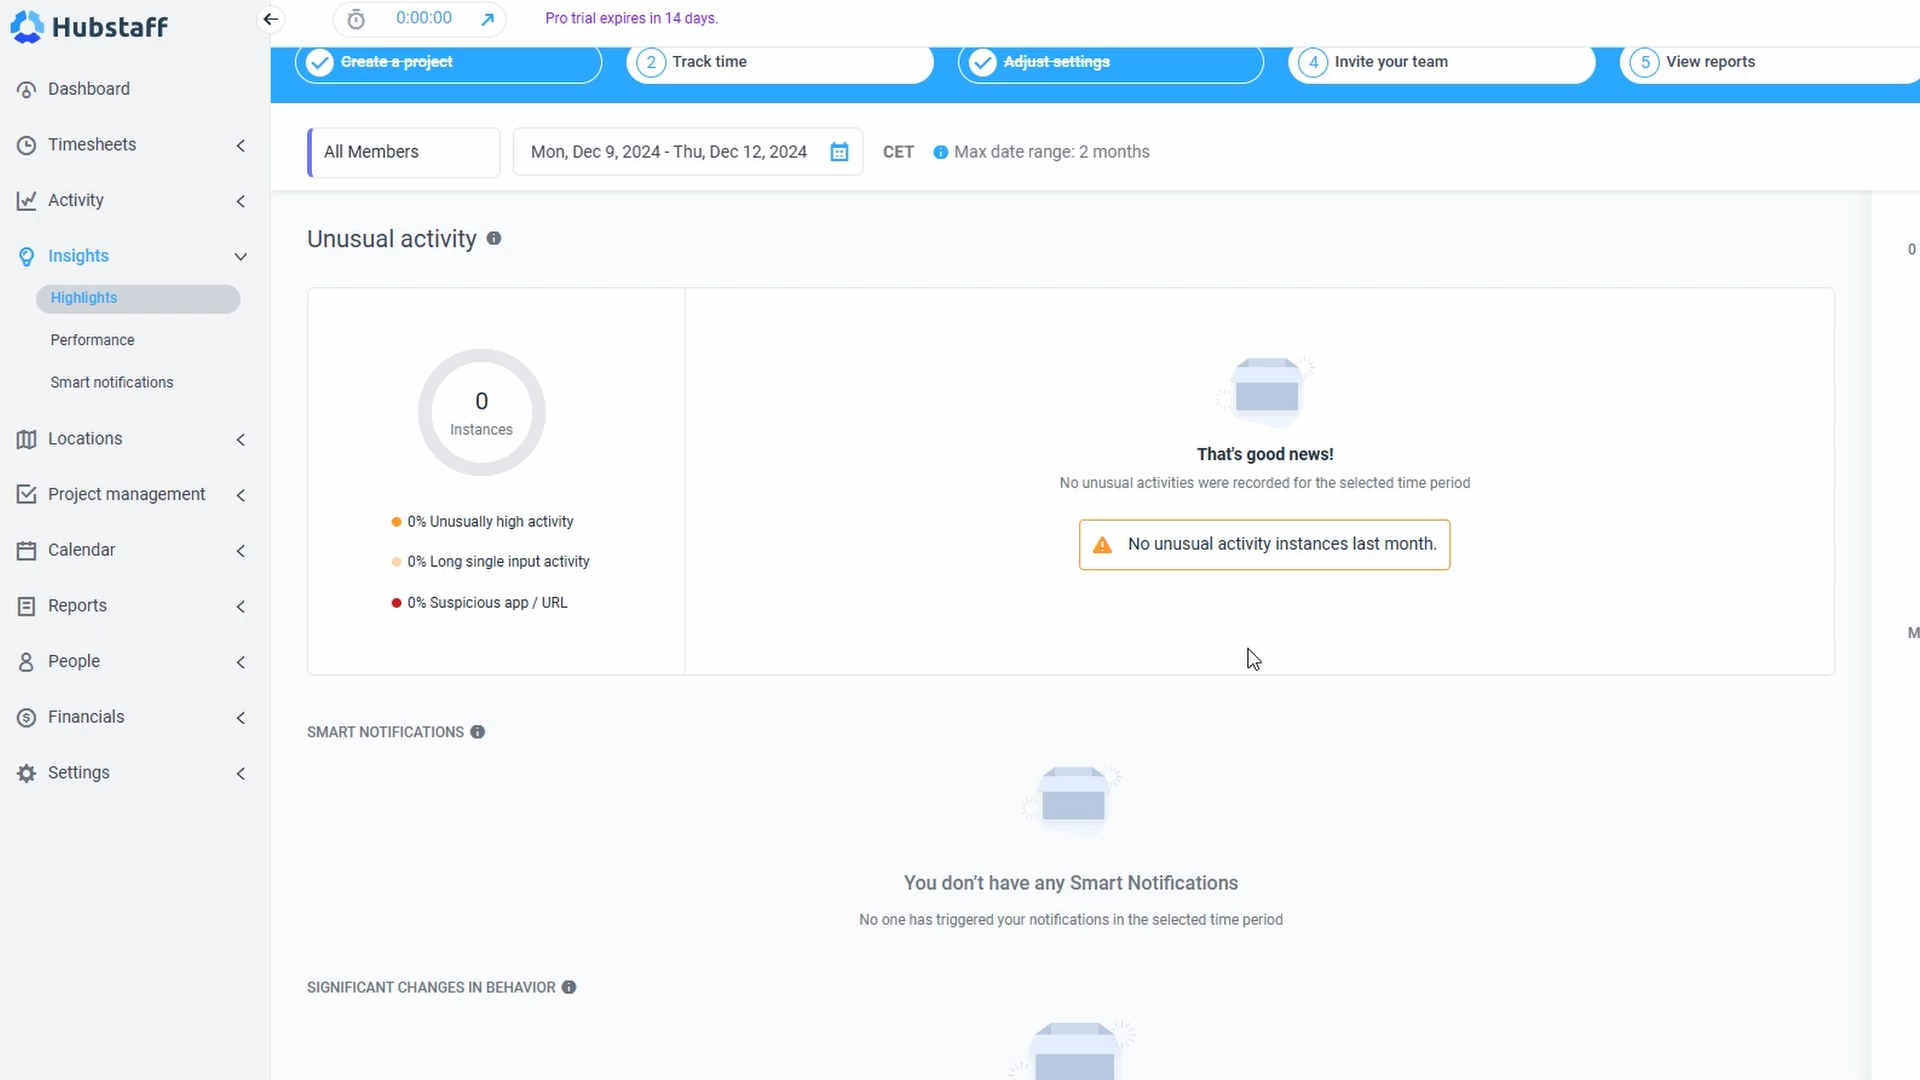 Hubstaff
0:00:00
Pro trial expires in 14 days.
Create a project
2 Track time
Adjust settings
4 Invite your team
5 View reports
Dashboard
Timesheets
Activity
Insights
Highlights
Performance
Smart notifications
Locations
Project management
Calendar
Reports
People
Financials
Settings
All Members
Mon, Dec 9, 2024 - Thu, Dec 12, 2024
CET
Max date range: 2 months
Unusual activity
0
Instances
0% Unusually high activity
0% Long single input activity
0% Suspicious app / URL
That's good news!
No unusual activities were recorded for the selected time period
No unusual activity instances last month.
0
M
SMART NOTIFICATIONS
You don’t have any Smart Notifications
No one has triggered your notifications in the selected time period
SIGNIFICANT CHANGES IN BEHAVIOR